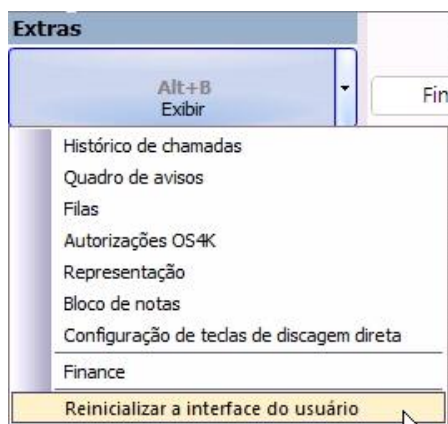 Extras
Alt+B
Exibir
Fin
Histórico de chamadas
Quadro de avisos
Filas
Autorizações OS4K
Representação
Bloco de notas
Configuração de teclas de discagem direta
Finance
Reinicializar a interface do usuário